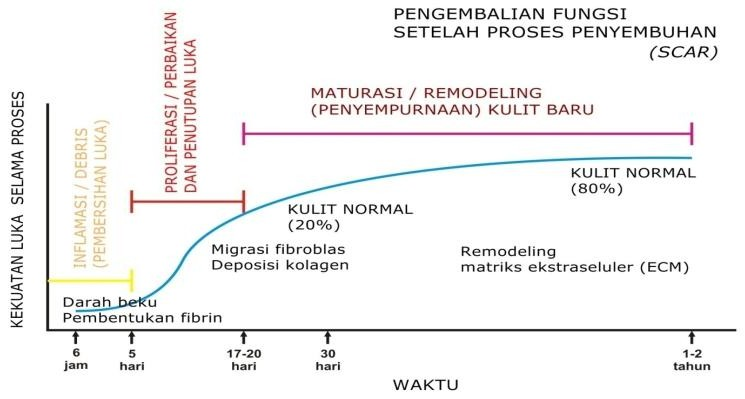 PENGEMBALIAN FUNGSI
SETELAH PROSES PENYEMBUHAN
(SCAR)
KEKUATAN LUKA SELAMA PROSES
INFLAMASI / DEBRIS
(PEMBERSIHAN LUKA)
PROLIFERASI / PERBAIKAN
DAN PENUTUPAN LUKA
MATURASI / REMODELING
(PENYEMPURNAAN) KULIT BARU
KULIT NORMAL
(20%)
KULIT NORMAL
(80%)
Migrasi fibroblas
Deposisi kolagen
Remodeling
matriks ekstraseluler (ECM)
Darah beku
Pembentukan fibrin
6
jam
5
hari
17-20
hari
30
hari
1-2
tahun
WAKTU